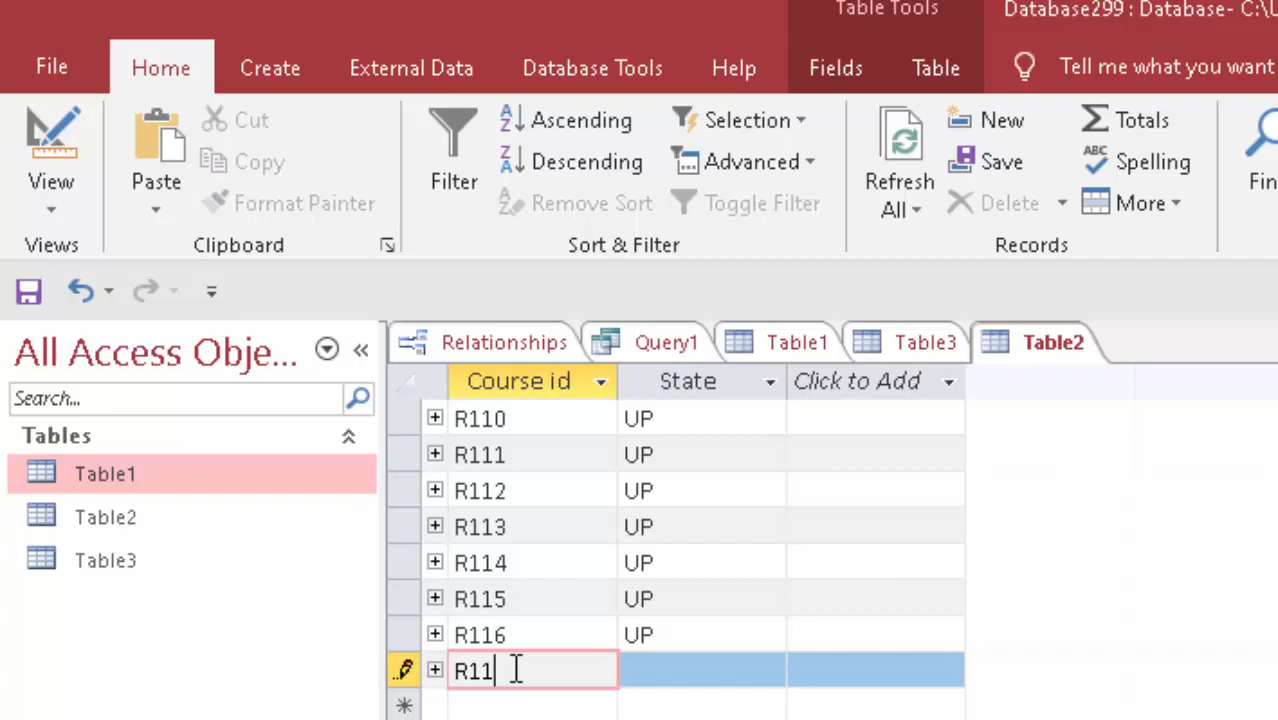 Table Tools
Database299 : Database- C:\U
File
Home
Create
External Data
Database Tools
Help
Fields
Table
Tell me what you want
View
Views
Paste
Cut
Copy
Format Painter
Clipboard
Filter
Ascending
Descending
Remove Sort
Selection
Advanced
Toggle Filter
Sort & Filter
Refresh
All
New
Save
Delete
Totals
Spelling
More
Records
Fin
All Access Obje...
Search...
Tables
Table1
Table2
Table3
Relationships
Query1
Table1
Table3
Table2
Course id State Click to Add
R110 UP
R111 UP
R112 UP
R113 UP
R114 UP
R115 UP
R116 UP
R11